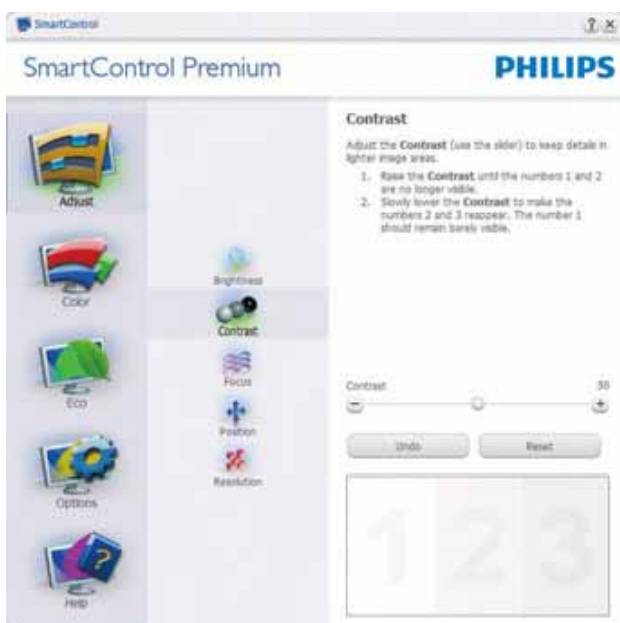 SmartControl
? X
SmartControl Premium
PHILIPS
Adjust
Color
Eco
Options
Help
Brightness
Contrast
Focus
Position
Resolution
Contrast
Adjust the Contrast (use the slider) to keep details in
lighter image areas.
1. Raise the Contrast until the numbers 1 and 2
are no longer visible.
2. Slowly lower the Contrast to make the
numbers 2 and 3 reappear. The number 1
should remain barely visible.
Contrast 50
Undo Reset
1 2 3